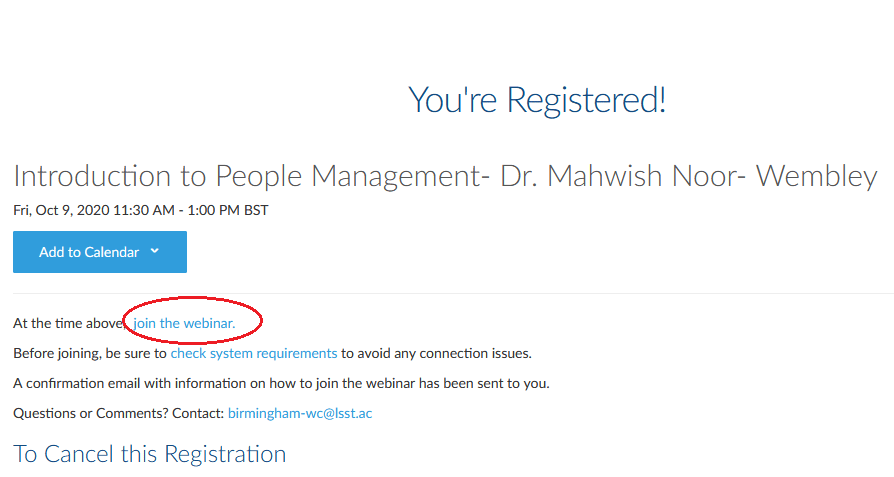 You're Registered!
Introduction to People Management- Dr. Mahwish Noor- Wembley
Fri, Oct 9, 2020 11:30 AM - 1:00 PM BST
Add to Calendar
At the time above, join the webinar.
Before joining, be sure to check system requirements to avoid any connection issues.
A confirmation email with information on how to join the webinar has been sent to you.
Questions or Comments? Contact: birmingham-wc@lsst.ac
To Cancel this Registration